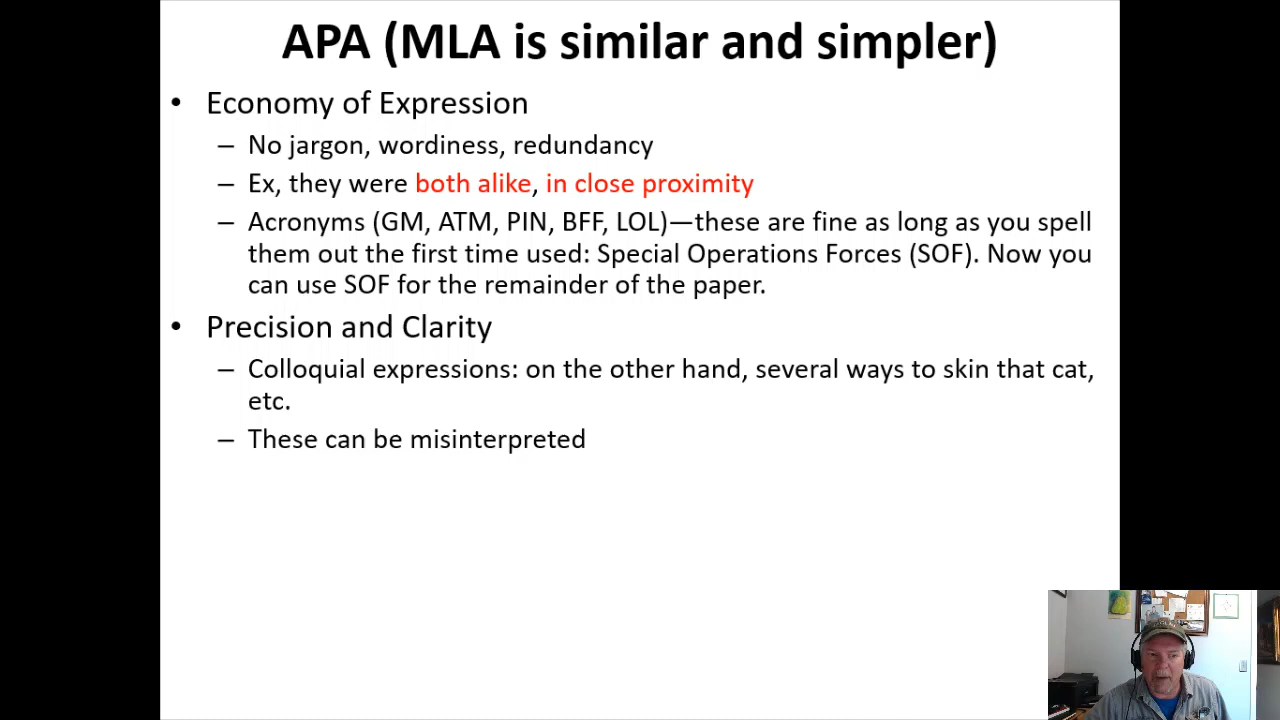 APA (MLA is similar and simpler)
• Economy of Expression
– No jargon, wordiness, redundancy
– Ex, they were both alike, in close proximity
– Acronyms (GM, ATM, PIN, BFF, LOL)—these are fine as long as you spell
them out the first time used: Special Operations Forces (SOF). Now you
can use SOF for the remainder of the paper.
• Precision and Clarity
– Colloquial expressions: on the other hand, several ways to skin that cat,
etc.
– These can be misinterpreted